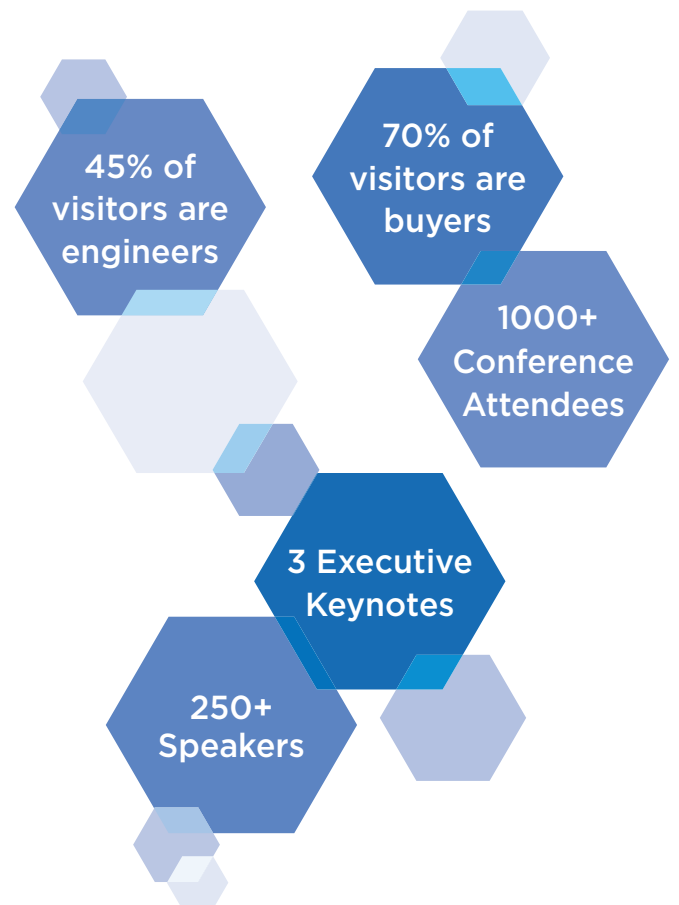 45% of
visitors are
engineers
70% of
visitors are
buyers
1000+
Conference
Attendees
3 Executive
Keynotes
250+
Speakers